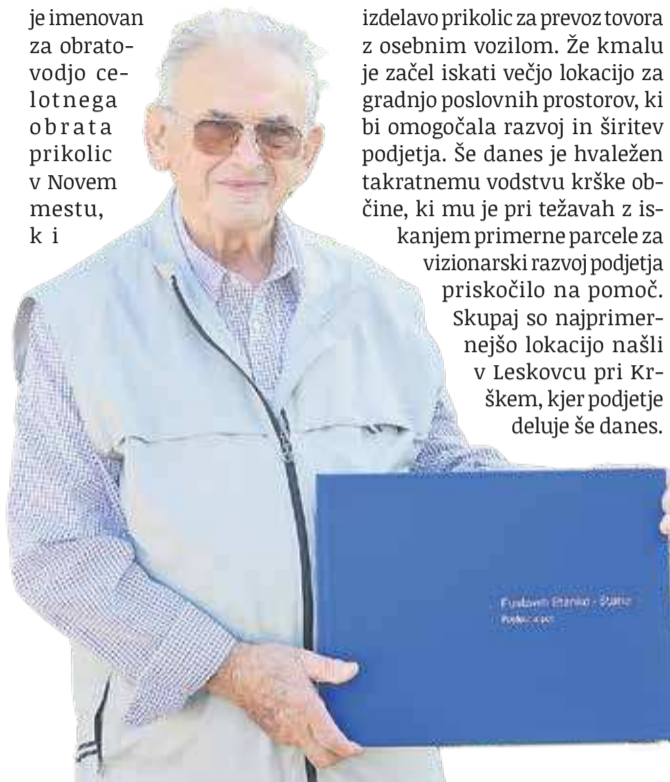 je imenovan
za obrato-
vodjo ce-
lotnega
obrata
prikolic
v Novem
mestu,
ki
izdelavo prikolic za prevoz tovora
z osebnim vozilom. Že kmalu
je začel iskati večjo lokacijo za
gradnjo poslovnih prostorov, ki
bi omogočala razvoj in širitev
podjetja. Še danes je hvaležen
takratnemu vodstvu krške ob-
čine, ki mu je pri težavah z is-
kanjem primerne parcele za
vizionarski razvoj podjetja
priskočilo na pomoč.
Skupaj so najprimer-
nejšo lokacijo našli
v Leskovcu pri Kr-
škem, kjer podjetje
deluje še danes.
Stanko - Stane